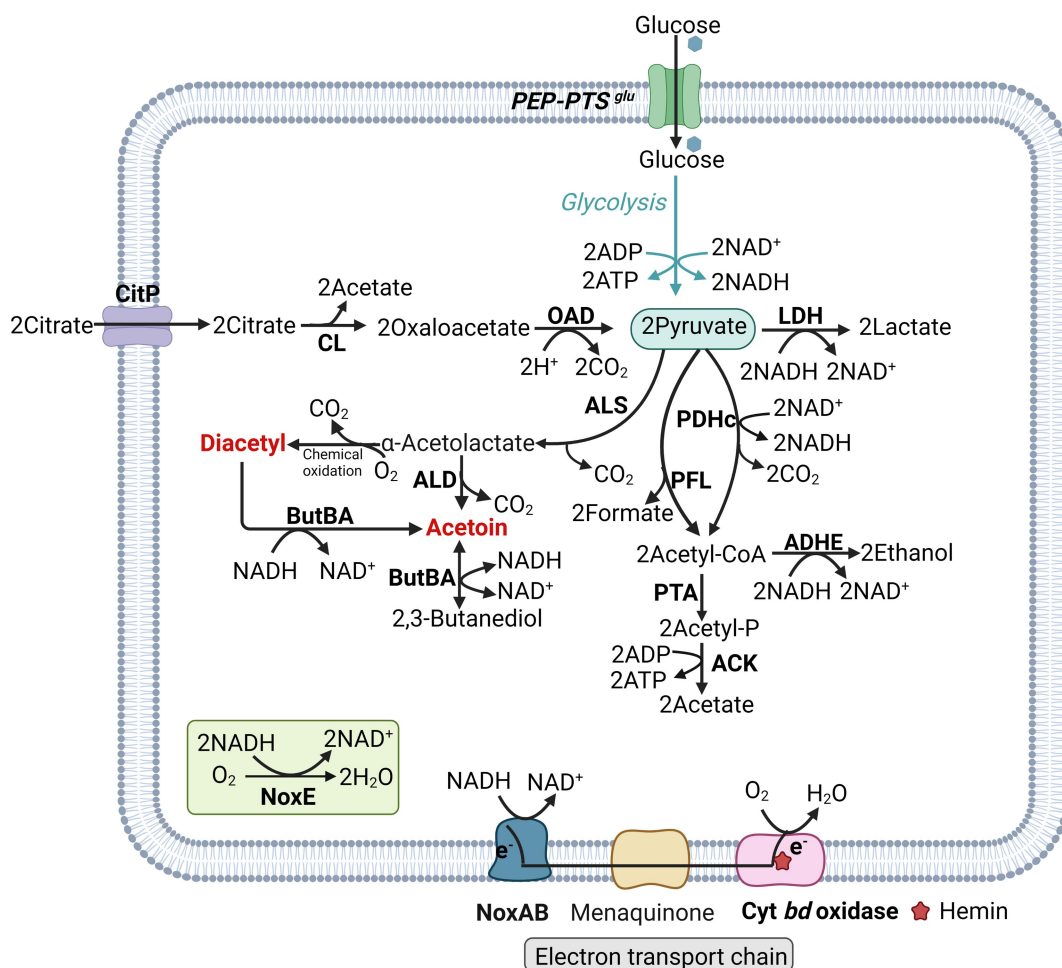 Glucose
PEP-PTS glu
Glucose
Glycolysis
2ADP 2NAD⁺
2ATP 2NADH
CitP
2Citrate 2Citrate
2Acetate
CL
2Oxaloacetate
OAD
2H⁺ 2CO₂
2Pyruvate
LDH
2Lactate
2NADH 2NAD⁺
ALS
PDHc
2NAD⁺
2NADH
2CO₂
CO₂
Diacetyl
Chemical
oxidation
O₂
α-Acetolactate
CO₂
ALD
CO₂
PFL
2Formate
ButBA
Acetoin
NADH NAD⁺
ButBA
NADH
NAD⁺
2,3-Butanediol
2Acetyl-CoA
ADHE
2Ethanol
2NADH 2NAD⁺
PTA
2Acetyl-P
2ADP
2ATP
ACK
2Acetate
2NADH 2NAD⁺
O₂ 2H₂O
NoxE
NADH NAD⁺
O₂ H₂O
e⁻ e⁻
NoxAB Menaquinone Cyt bd oxidase Hemin
Electron transport chain